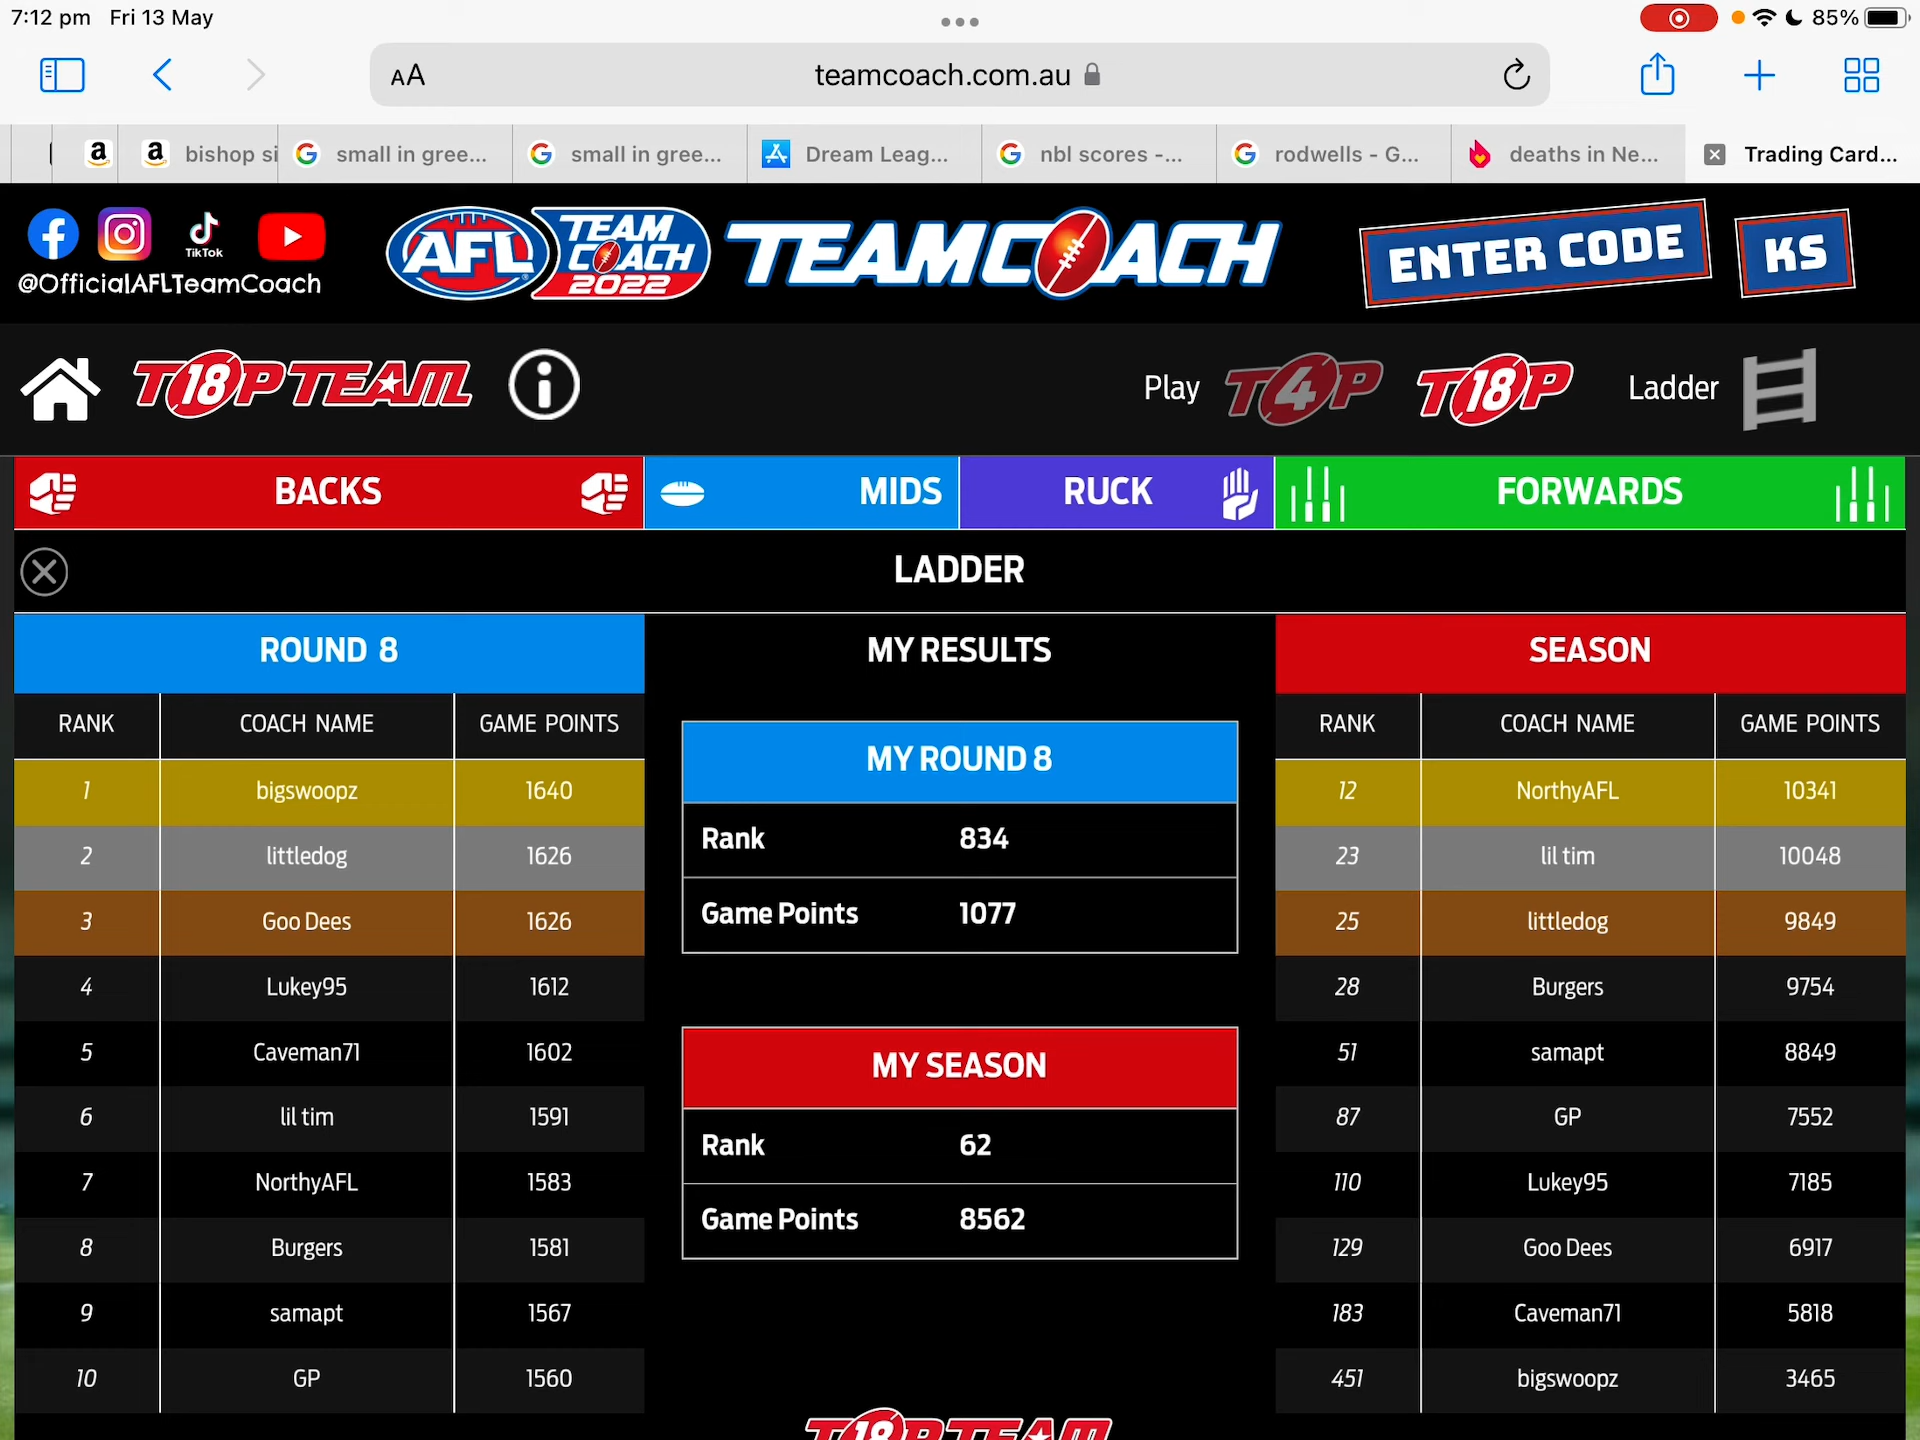 7:12 pm Fri 13 May
85%
AA
teamcoach.com.au
a
a bishop si
small in gree...
small in gree...
Dream Leag...
nbl scores -...
rodwells - G...
deaths in Ne...
Trading Card...
TikTok
@OfficialAFLTeamCoach
AFL
TEAM
COACH
2022
TEAMCOACH
ENTER CODE
KS
T18P TEAM
i
Play
T4P
T18P
Ladder
BACKS
MIDS
RUCK
FORWARDS
LADDER
ROUND 8
RANK COACH NAME GAME POINTS
1 bigswoopz 1640
2 littledog 1626
3 Goo Dees 1626
4 Lukey95 1612
5 Caveman71 1602
6 lil tim 1591
7 NorthyAFL 1583
8 Burgers 1581
9 samapt 1567
10 GP 1560
MY RESULTS
MY ROUND 8
Rank 834
Game Points 1077
MY SEASON
Rank 62
Game Points 8562
SEASON
RANK COACH NAME GAME POINTS
12 NorthyAFL 10341
23 lil tim 10048
25 littledog 9849
28 Burgers 9754
51 samapt 8849
87 GP 7552
110 Lukey95 7185
129 Goo Dees 6917
183 Caveman71 5818
451 bigswoopz 3465
T18P TEAM